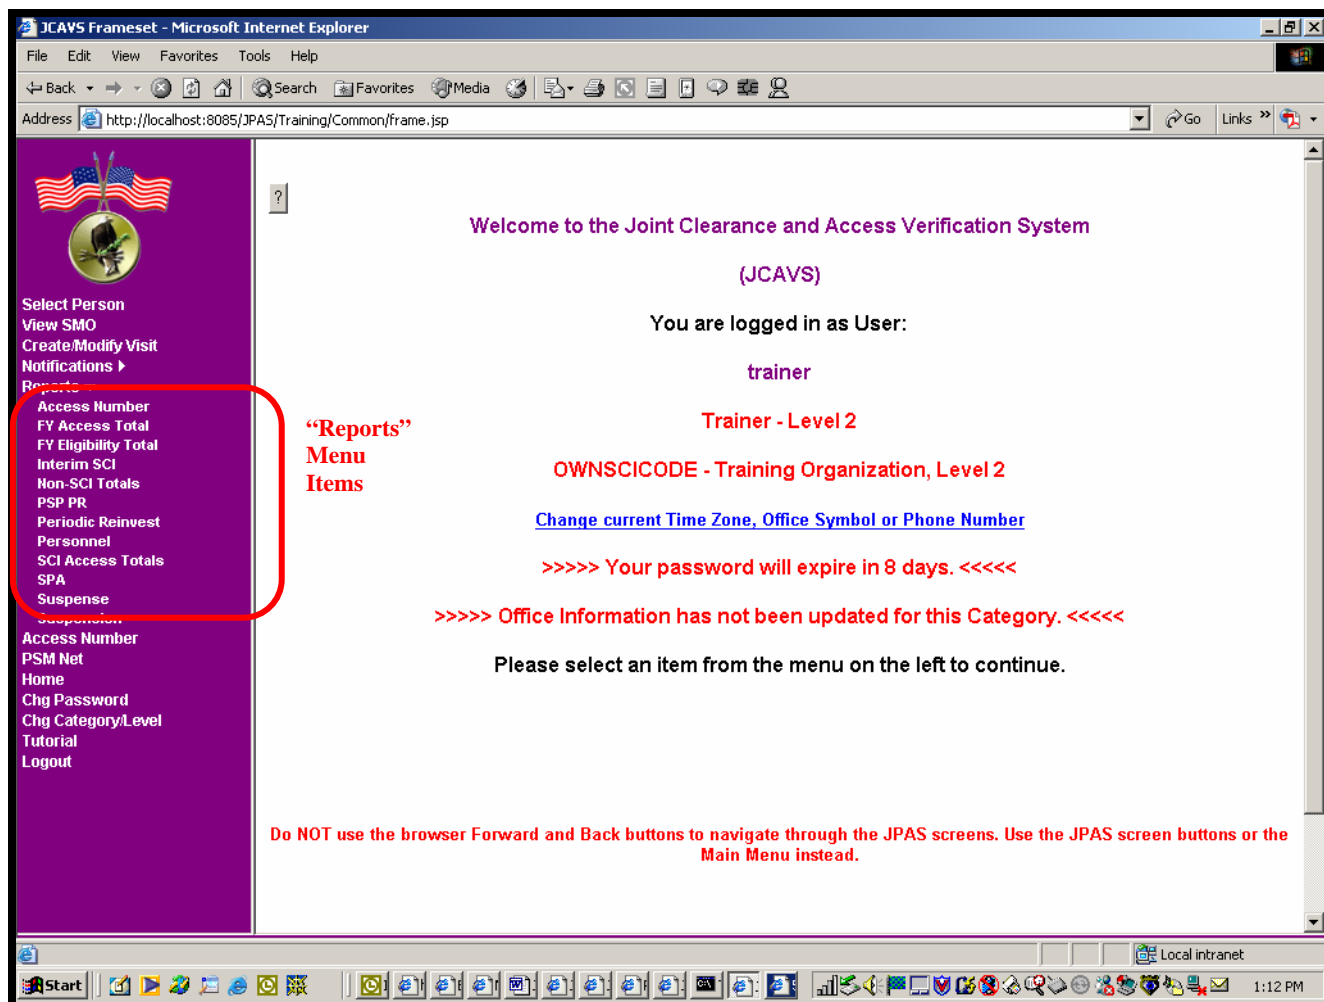 JCAVS Frameset - Microsoft Internet Explorer
File Edit View Favorites Tools Help
Back Search Favorites Media
Address http://localhost:8085/JPAS/Training/Common/frame.jsp Go Links »
?
Welcome to the Joint Clearance and Access Verification System
(JCAVS)
You are logged in as User:
trainer
Trainer - Level 2
OWNSCICODE - Training Organization, Level 2
Change current Time Zone, Office Symbol or Phone Number
>>>>> Your password will expire in 8 days. <<<<<
>>>>> Office Information has not been updated for this Category. <<<<<
Please select an item from the menu on the left to continue.
Do NOT use the browser Forward and Back buttons to navigate through the JPAS screens. Use the JPAS screen buttons or the
Main Menu instead.
Select Person
View SMO
Create/Modify Visit
Notifications
Reports
Access Number
FY Access Total
FY Eligibility Total
Interim SCI
Non-SCI Totals
PSP PR
Periodic Reinvest
Personnel
SCI Access Totals
SPA
Suspense
Suspension
Access Number
PSM Net
Home
Chg Password
Chg Category/Level
Tutorial
Logout
“Reports”
Menu
Items
Local intranet
Start 1:12 PM